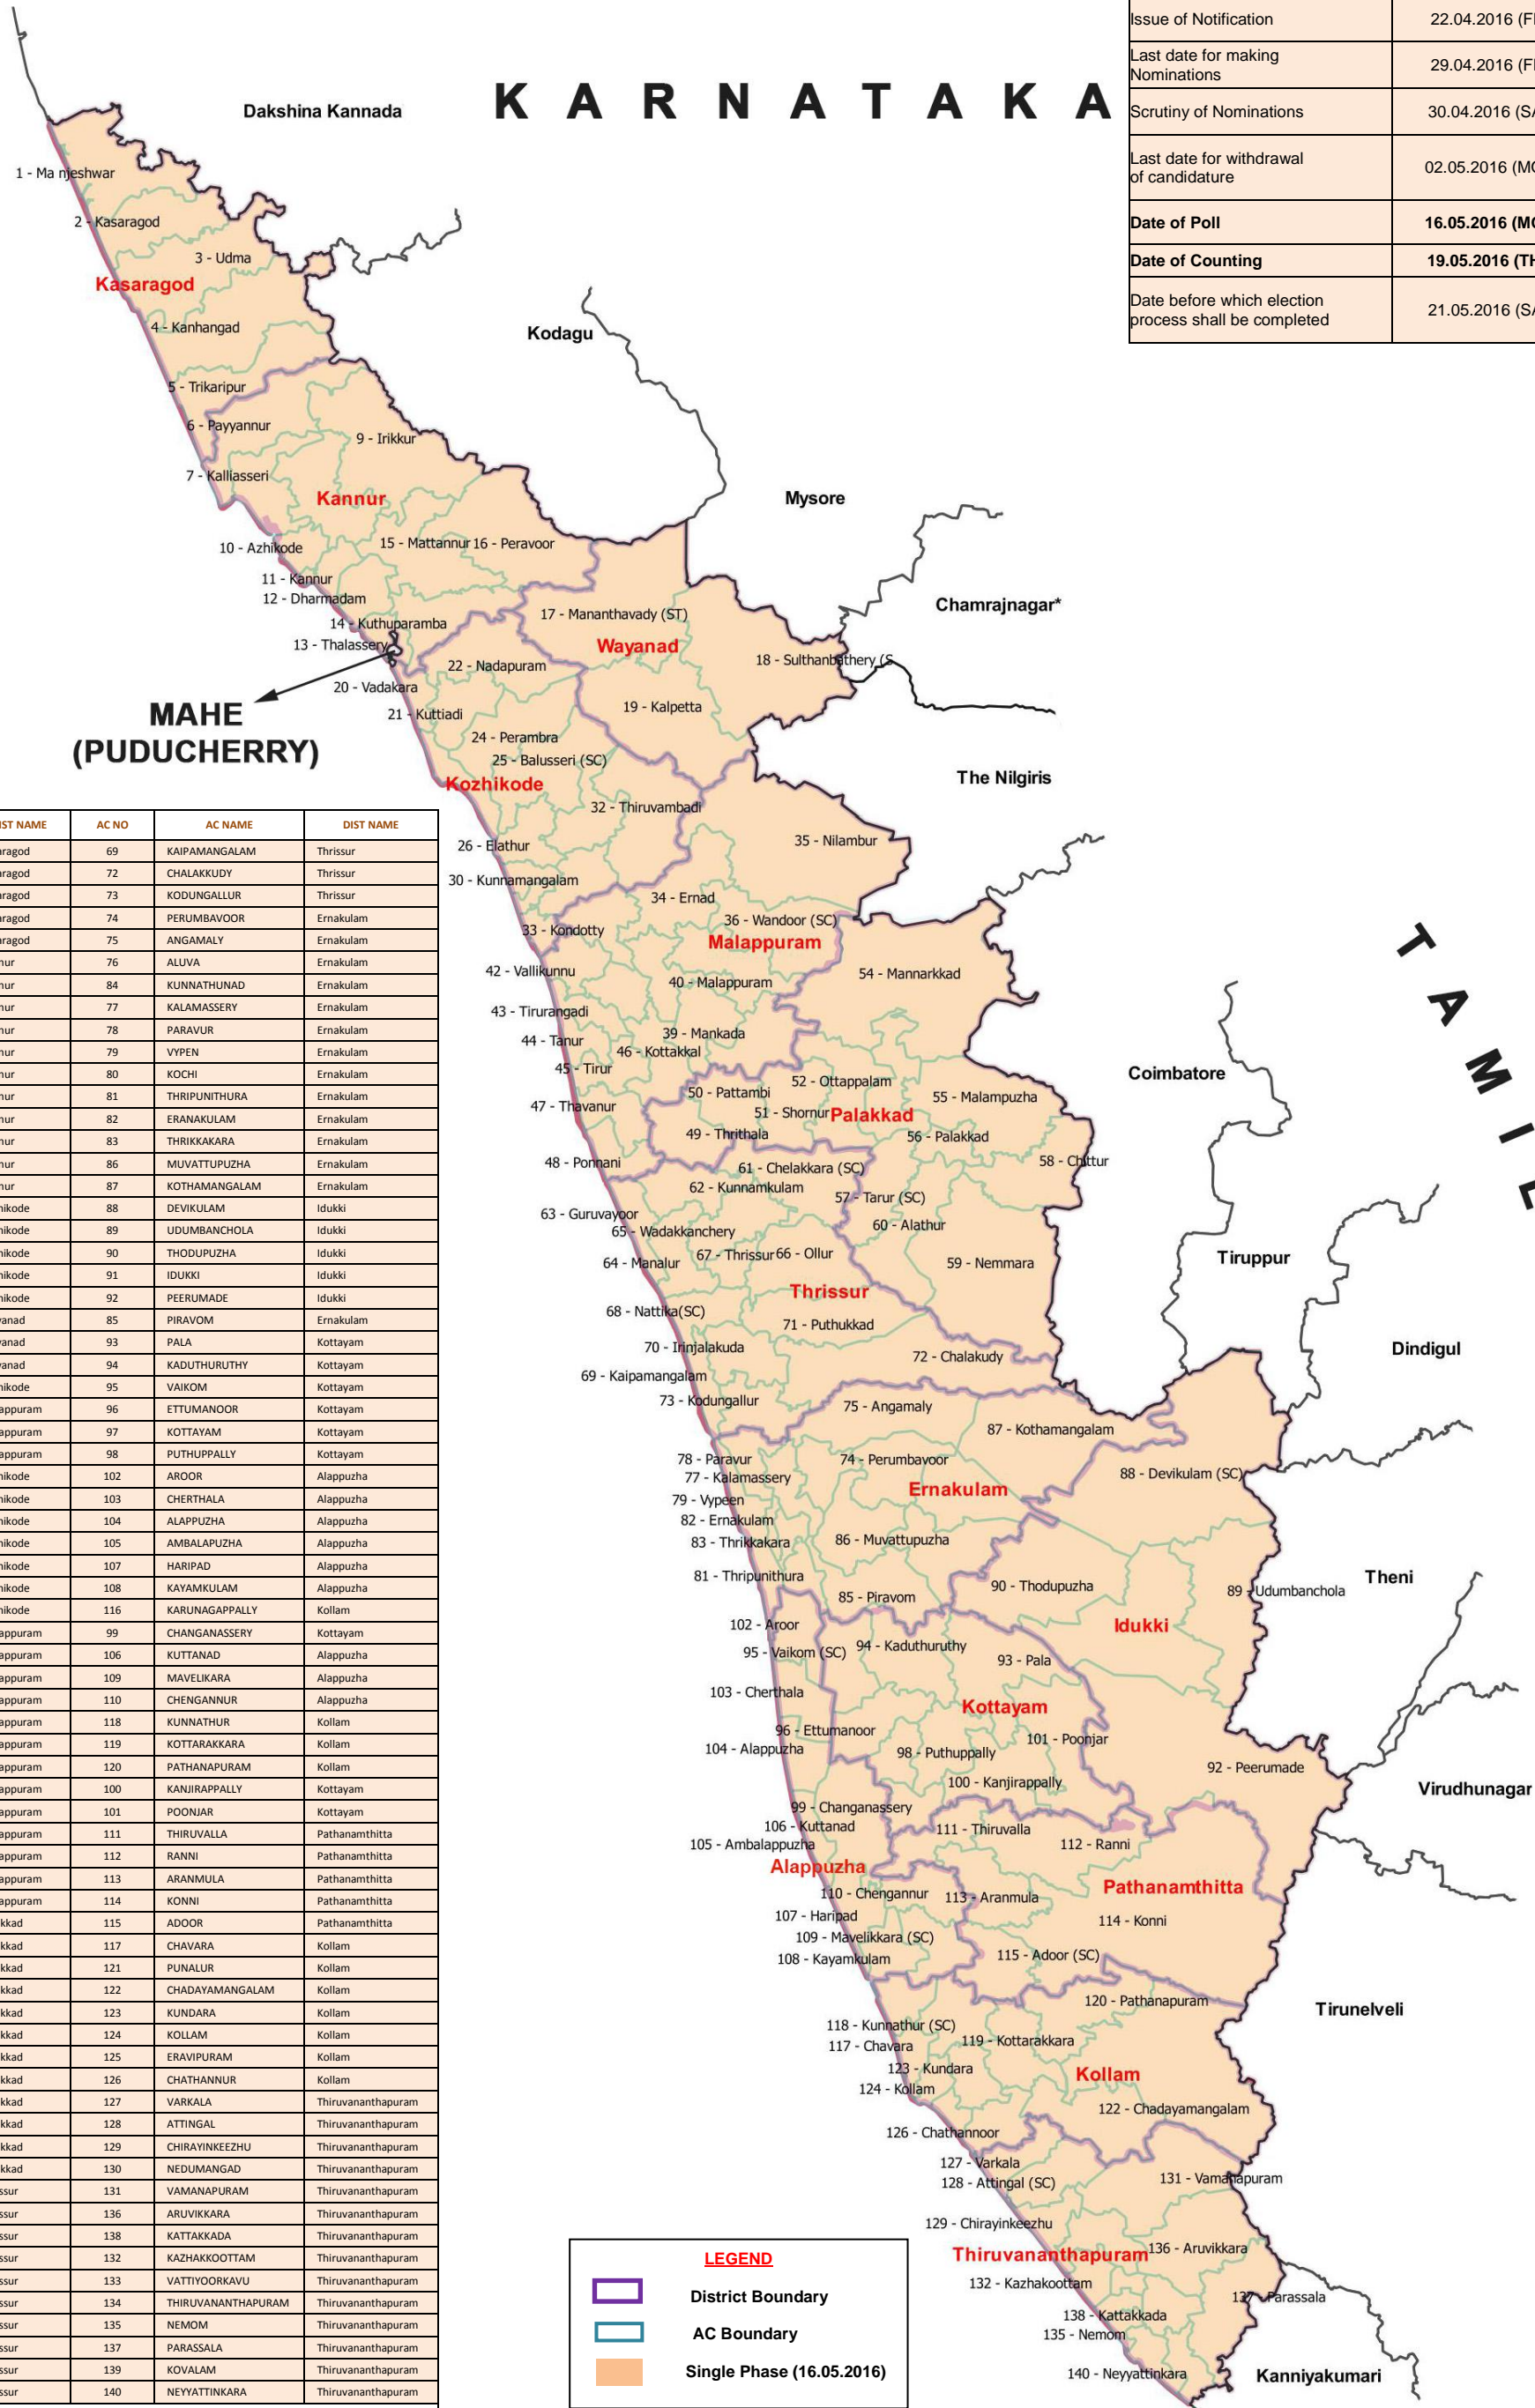 Issue of Notification 22.04.2016
Last date for making
Nominations 29.04.2016
Scrutiny of Nominations 30.04.2016
Last date for withdrawal
of candidature 02.05.2016
Date of Poll 16.05.2016
Date of Counting 19.05.2016
Date before which election
process shall be completed 21.05.2016
K A R N A T A K A
Dakshina Kannada
1 - Ma njeshwar
2 - Kasaragod
3 - Udma
Kasaragod
4 - Kanhangad
Kodagu
5 - Trikaripur
6 - Payyannur
9 - Irikkur
7 - Kalliasseri
Kannur
Mysore
10 - Azhikode
15 - Mattannur 16 - Peravoor
11 - Kannur
12 - Dharmadam
Chamrajnagar*
14 - Kuthuparamba
17 - Mananthavady (ST)
13 - Thalassery
Wayanad
22 - Nadapuram
18 - Sulthanbathery (S
20 - Vadakara
MAHE
(PUDUCHERRY)
21 - Kuttiadi
19 - Kalpetta
24 - Perambra
25 - Balusseri (SC)
Kozhikode
The Nilgiris
32 - Thiruvambadi
26 - Elathur
35 - Nilambur
30 - Kunnamangalam
34 - Ernad
36 - Wandoor (SC)
33 - Kondotty
Malappuram
42 - Vallikunnu
40 - Malappuram
54 - Mannarkkad
43 - Tirurangadi
39 - Mankada
44 - Tanur
46 - Kottakkal
45 - Tirur
T A M I L
Coimbatore
52 - Ottappalam
50 - Pattambi
55 - Malampuzha
47 - Thavanur
51 - Shornur Palakkad
49 - Thrithala
56 - Palakkad
48 - Ponnani
61 - Chelakkara (SC)
58 - Chittur
62 - Kunnamkulam
57 - Tarur (SC)
63 - Guruvayoor
60 - Alathur
65 - Wadakkanchery
67 - Thrissur 66 - Ollur
64 - Manalur
59 - Nemmara
Tiruppur
Thrissur
68 - Nattika(SC)
71 - Puthukkad
70 - Irinjalakuda
72 - Chalakudy
Dindigul
69 - Kaipamangalam
73 - Kodungallur
75 - Angamaly
87 - Kothamangalam
78 - Paravur
74 - Perumbavoor
77 - Kalamassery
88 - Devikulam (SC)
Ernakulam
79 - Vypeen
82 - Ernakulam
83 - Thrikkakara
86 - Muvattupuzha
81 - Thripunithura
90 - Thodupuzha
89 - Udumbanchola
Theni
85 - Piravom
102 - Aroor
Idukki
95 - Vaikom (SC)
94 - Kaduthuruthy
93 - Pala
103 - Cherthala
Kottayam
96 - Ettumanoor
104 - Alappuzha
98 - Puthuppally
101 - Poonjar
92 - Peerumade
100 - Kanjirappally
Virudhunagar
99 - Changanassery
106 - Kuttanad
111 - Thiruvalla
105 - Ambalappuzha
112 - Ranni
Alappuzha
110 - Chengannur
113 - Aranmula
Pathanamthitta
107 - Haripad
114 - Konni
109 - Mavelikkara (SC)
108 - Kayamkulam
115 - Adoor (SC)
120 - Pathanapuram
Tirunelveli
118 - Kunnathur (SC)
117 - Chavara
119 - Kottarakkara
123 - Kundara
Kollam
124 - Kollam
122 - Chadayamangalam
126 - Chathannoor
127 - Varkala
128 - Attingal (SC)
131 - Vamanapuram
129 - Chirayinkeezhu
Thiruvananthapuram
136 - Aruvikkara
132 - Kazhakoottam
137 - Parassala
138 - Kattakkada
135 - Nemom
140 - Neyyattinkara
Kanniyakumari
NAME AC NO AC NAME DIST NAME
69 KAIPAMANGALAM Thrissur
72 CHALAKKUDY Thrissur
73 KODUNGALLUR Thrissur
74 PERUMBAVOOR Ernakulam
75 ANGAMALY Ernakulam
76 ALUVA Ernakulam
84 KUNNATHUNAD Ernakulam
77 KALAMASSERY Ernakulam
78 PARAVUR Ernakulam
79 VYPEN Ernakulam
80 KOCHI Ernakulam
81 THRIPUNITHURA Ernakulam
82 ERANAKULAM Ernakulam
83 THRIKKAKARA Ernakulam
86 MUVATTUPUZHA Ernakulam
87 KOTHAMANGALAM Ernakulam
88 DEVIKULAM Idukki
89 UDUMBANCHOLA Idukki
90 THODUPUZHA Idukki
91 IDUKKI Idukki
92 PEERUMADE Idukki
85 PIRAVOM Ernakulam
93 PALA Kottayam
94 KADUTHURUTHY Kottayam
95 VAIKOM Kottayam
96 ETTUMANOOR Kottayam
97 KOTTAYAM Kottayam
98 PUTHUPPALLY Kottayam
102 AROOR Alappuzha
103 CHERTHALA Alappuzha
104 ALAPPUZHA Alappuzha
105 AMBALAPUZHA Alappuzha
107 HARIPAD Alappuzha
108 KAYAMKULAM Alappuzha
116 KARUNAGAPPALLY Kollam
99 CHANGANASSERY Kottayam
106 KUTTANAD Alappuzha
109 MAVELIKARA Alappuzha
110 CHENGANNUR Alappuzha
118 KUNNATHUR Kollam
119 KOTTARAKKARA Kollam
120 PATHANAPURAM Kollam
100 KANJIRAPPALLY Kottayam
101 POONJAR Kottayam
111 THIRUVALLA Pathanamthitta
112 RANNI Pathanamthitta
113 ARANMULA Pathanamthitta
114 KONNI Pathanamthitta
115 ADOOR Pathanamthitta
117 CHAVARA Kollam
121 PUNALUR Kollam
122 CHADAYAMANGALAM Kollam
123 KUNDARA Kollam
124 KOLLAM Kollam
125 ERAVIPURAM Kollam
126 CHATHANNUR Kollam
127 VARKALA Thiruvananthapuram
128 ATTINGAL Thiruvananthapuram
129 CHIRAYINKEEZHU Thiruvananthapuram
130 NEDUMANGAD Thiruvananthapuram
131 VAMANAPURAM Thiruvananthapuram
136 ARUVIKKARA Thiruvananthapuram
138 KATTAKKADA Thiruvananthapuram
132 KAZHAKKOOTTAM Thiruvananthapuram
133 VATTIYOORKAVU Thiruvananthapuram
134 THIRUVANANTHAPURAM Thiruvananthapuram
135 NEMOM Thiruvananthapuram
137 PARASSALA Thiruvananthapuram
139 KOVALAM Thiruvananthapuram
140 NEYYATTINKARA Thiruvananthapuram
LEGEND
District Boundary
AC Boundary
Single Phase (16.05.2016)